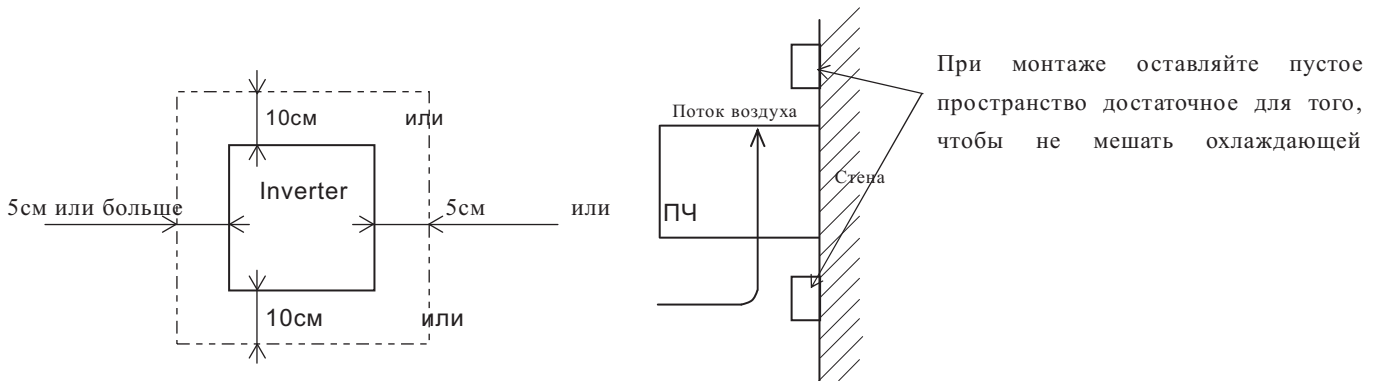 10см или
Inverter
5см или больше
5см или
10см или
Поток воздуха
ПЧ
Стена
При монтаже оставляйте пустое
пространство достаточное для того,
чтобы не мешать охлаждающей